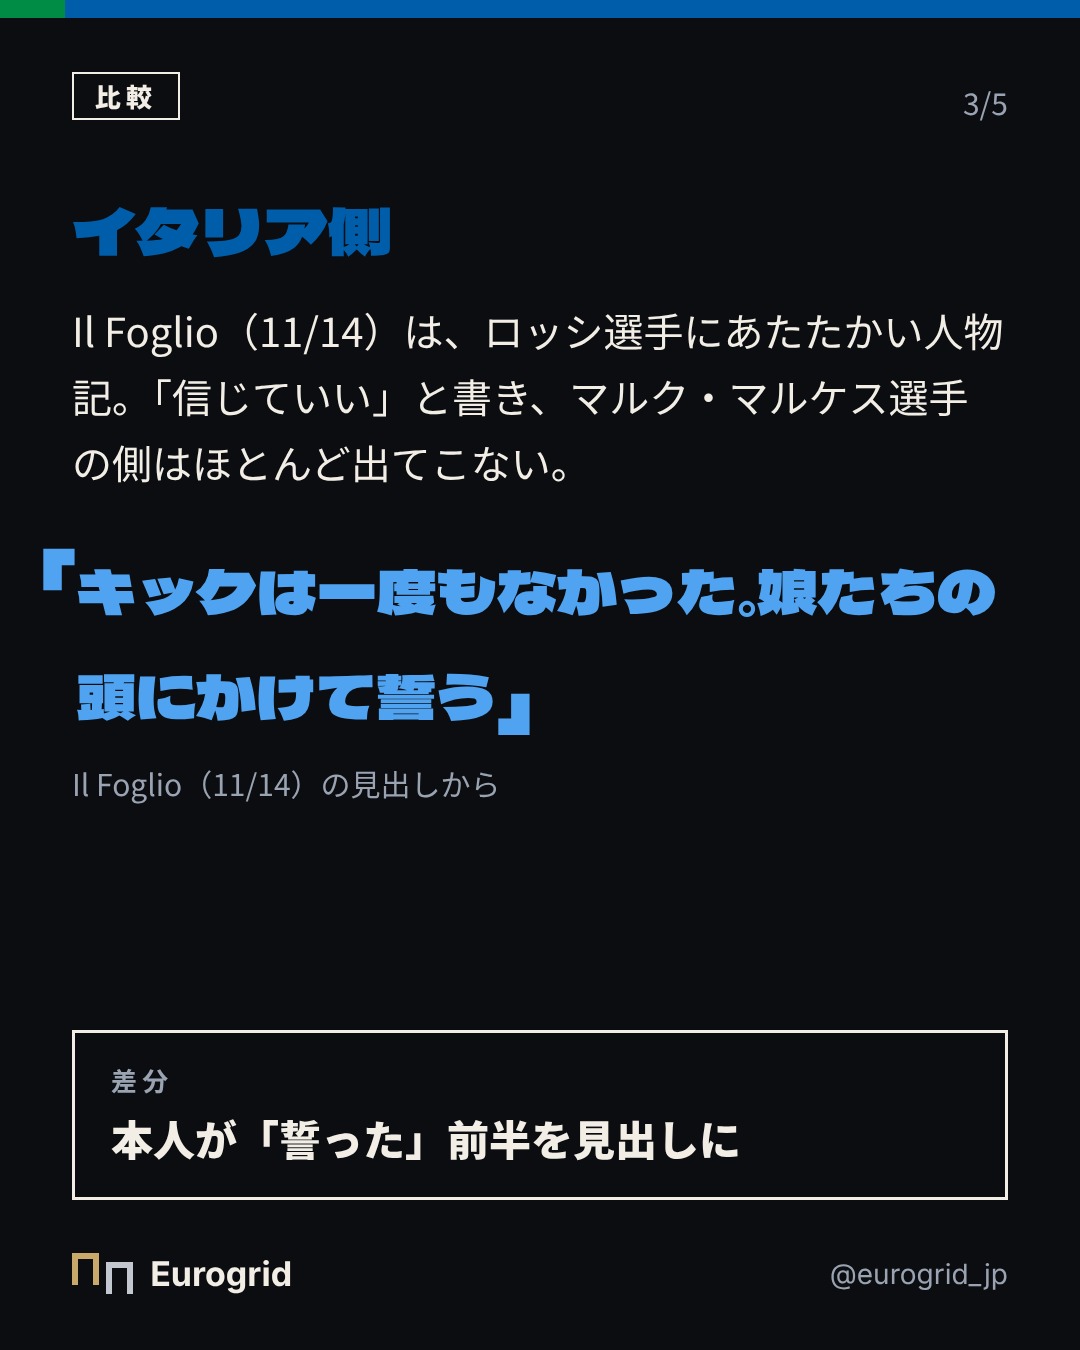 比較
3/5
イタリア側
Il Foglio（11/14）は、ロッシ選手にあたたかい人物
記。「信じていい」と書き、マルク・マルケス選手
の側はほとんど出てこない。
「キックは一度もなかった。娘たちの
頭にかけて誓う」
Il Foglio（11/14）の見出しから
差分
本人が「誓った」前半を見出しに
Eurogrid
@eurogrid_jp